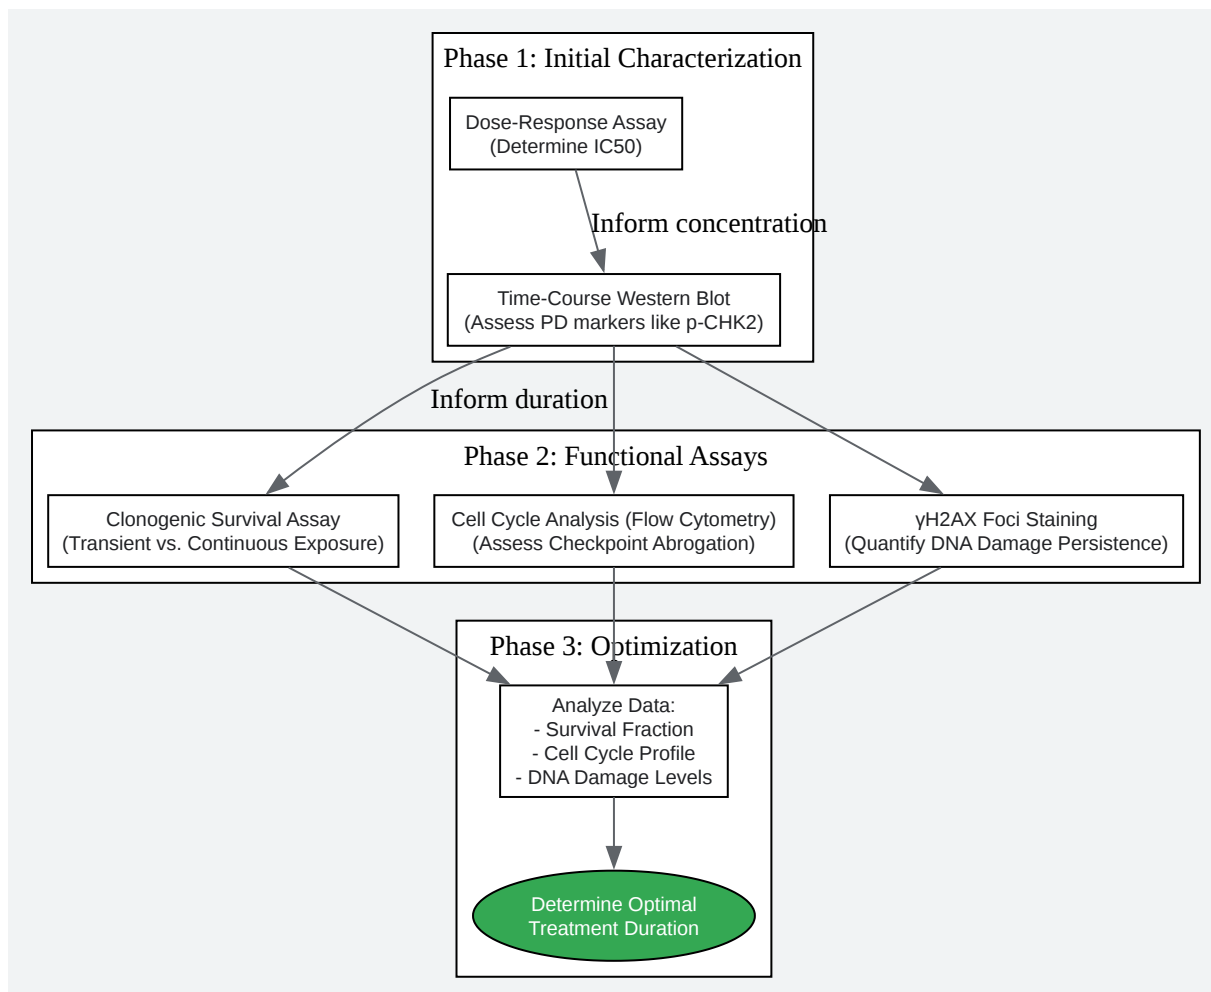 Phase 1: Initial Characterization
Dose-Response Assay
(Determine IC50)
Inform concentration
Time-Course Western Blot
(Assess PD markers like p-CHK2)
Inform duration
Phase 2: Functional Assays
Clonogenic Survival Assay
(Transient vs. Continuous Exposure)
Cell Cycle Analysis (Flow Cytometry)
(Assess Checkpoint Abrogation)
γH2AX Foci Staining
(Quantify DNA Damage Persistence)
Phase 3: Optimization
Analyze Data:
- Survival Fraction
- Cell Cycle Profile
- DNA Damage Levels
Determine Optimal
Treatment Duration